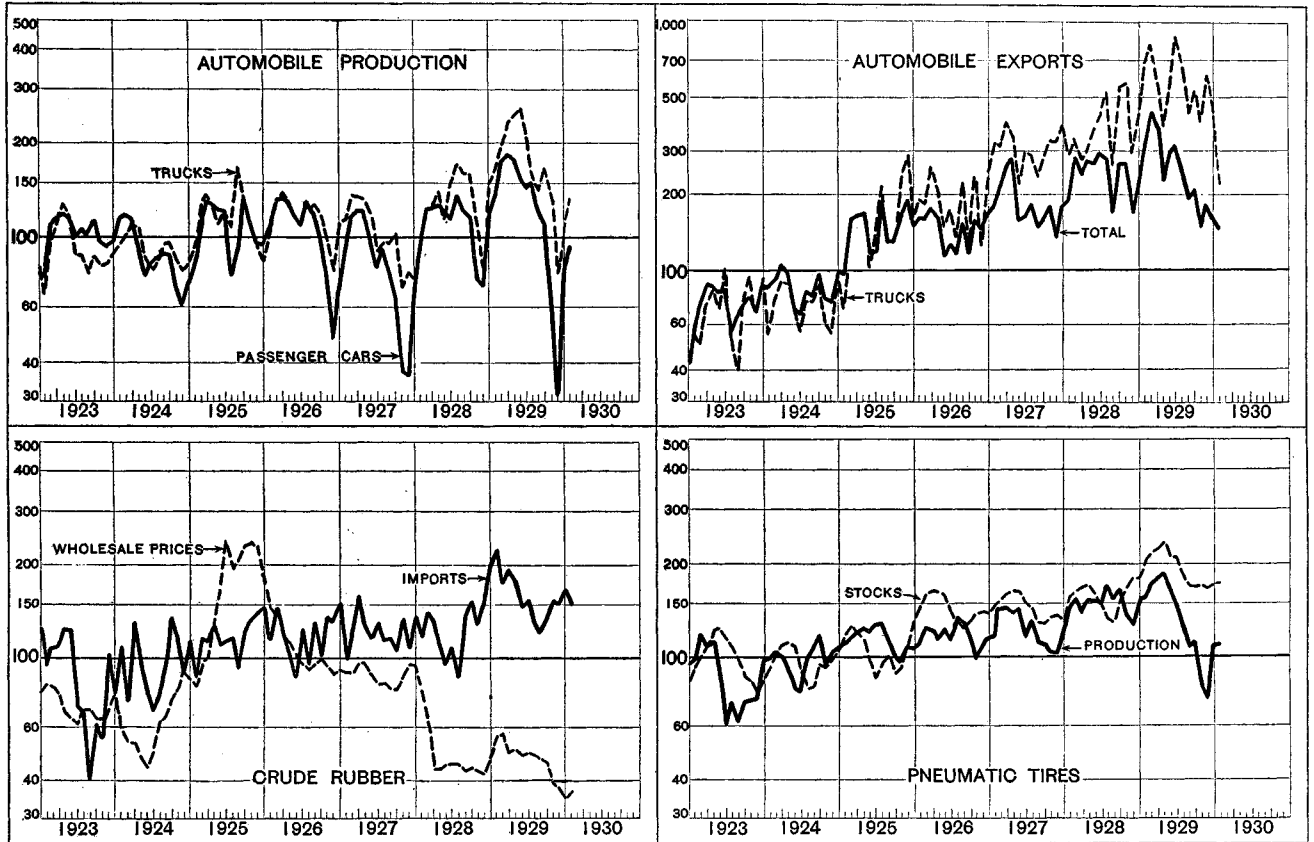 AUTOMOBILE PRODUCTION
500
400
300
200
150
100
60
40
30
TRUCKS
PASSENGER CARS
1923 1924 1925 1926 1927 1928 1929 1930
AUTOMOBILE EXPORTS
1,000
700
500
300
200
100
60
40
30
TOTAL
TRUCKS
1923 1924 1925 1926 1927 1928 1929 1930
500
400
300
200
150
100
60
40
30
WHOLESALE PRICES
IMPORTS
CRUDE RUBBER
1923 1924 1925 1926 1927 1928 1929 1930
500
400
300
200
150
100
60
40
30
STOCKS
PRODUCTION
PNEUMATIC TIRES
1923 1924 1925 1926 1927 1928 1929 1930